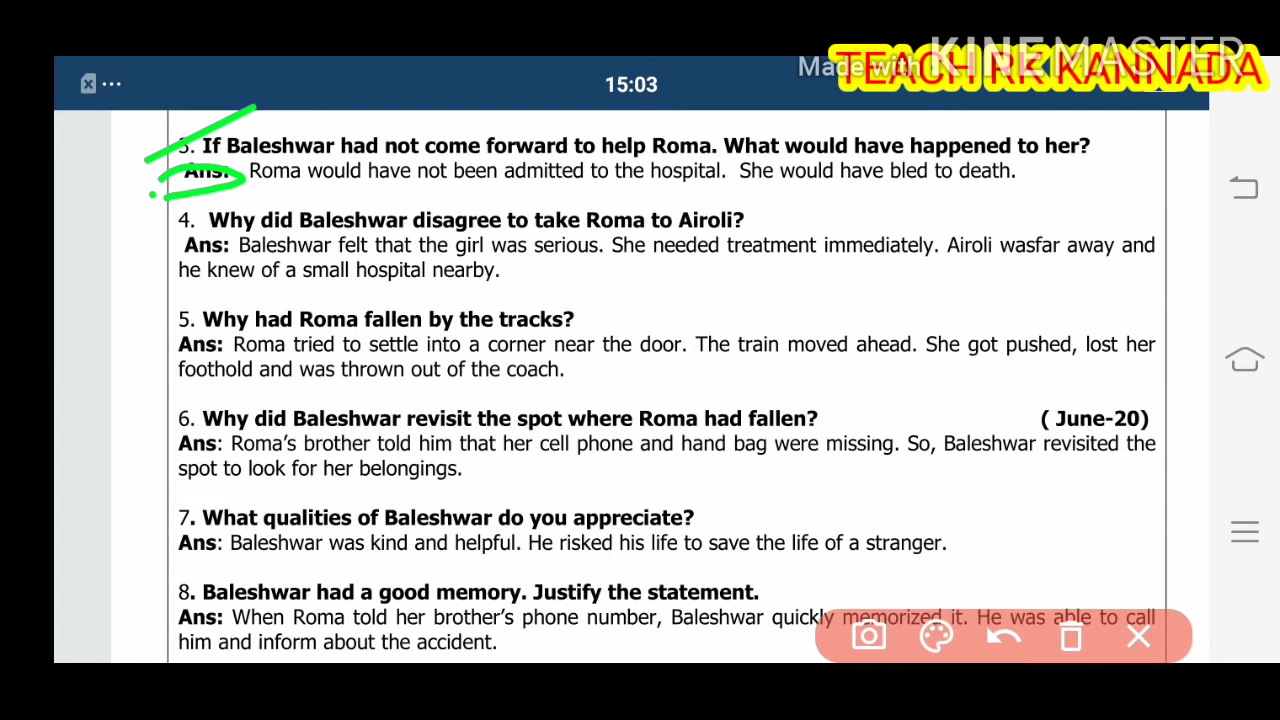 Made with KINEMASTER
TEACH RK KANNADA
15:03
3. If Baleshwar had not come forward to help Roma. What would have happened to her?
Ans: Roma would have not been admitted to the hospital. She would have bled to death.
4. Why did Baleshwar disagree to take Roma to Airoli?
Ans: Baleshwar felt that the girl was serious. She needed treatment immediately. Airoli wasfar away and
he knew of a small hospital nearby.
5. Why had Roma fallen by the tracks?
Ans: Roma tried to settle into a corner near the door. The train moved ahead. She got pushed, lost her
foothold and was thrown out of the coach.
6. Why did Baleshwar revisit the spot where Roma had fallen? ( June-20)
Ans: Roma’s brother told him that her cell phone and hand bag were missing. So, Baleshwar revisited the
spot to look for her belongings.
7. What qualities of Baleshwar do you appreciate?
Ans: Baleshwar was kind and helpful. He risked his life to save the life of a stranger.
8. Baleshwar had a good memory. Justify the statement.
Ans: When Roma told her brother’s phone number, Baleshwar quickly memorized it. He was able to call
him and inform about the accident.